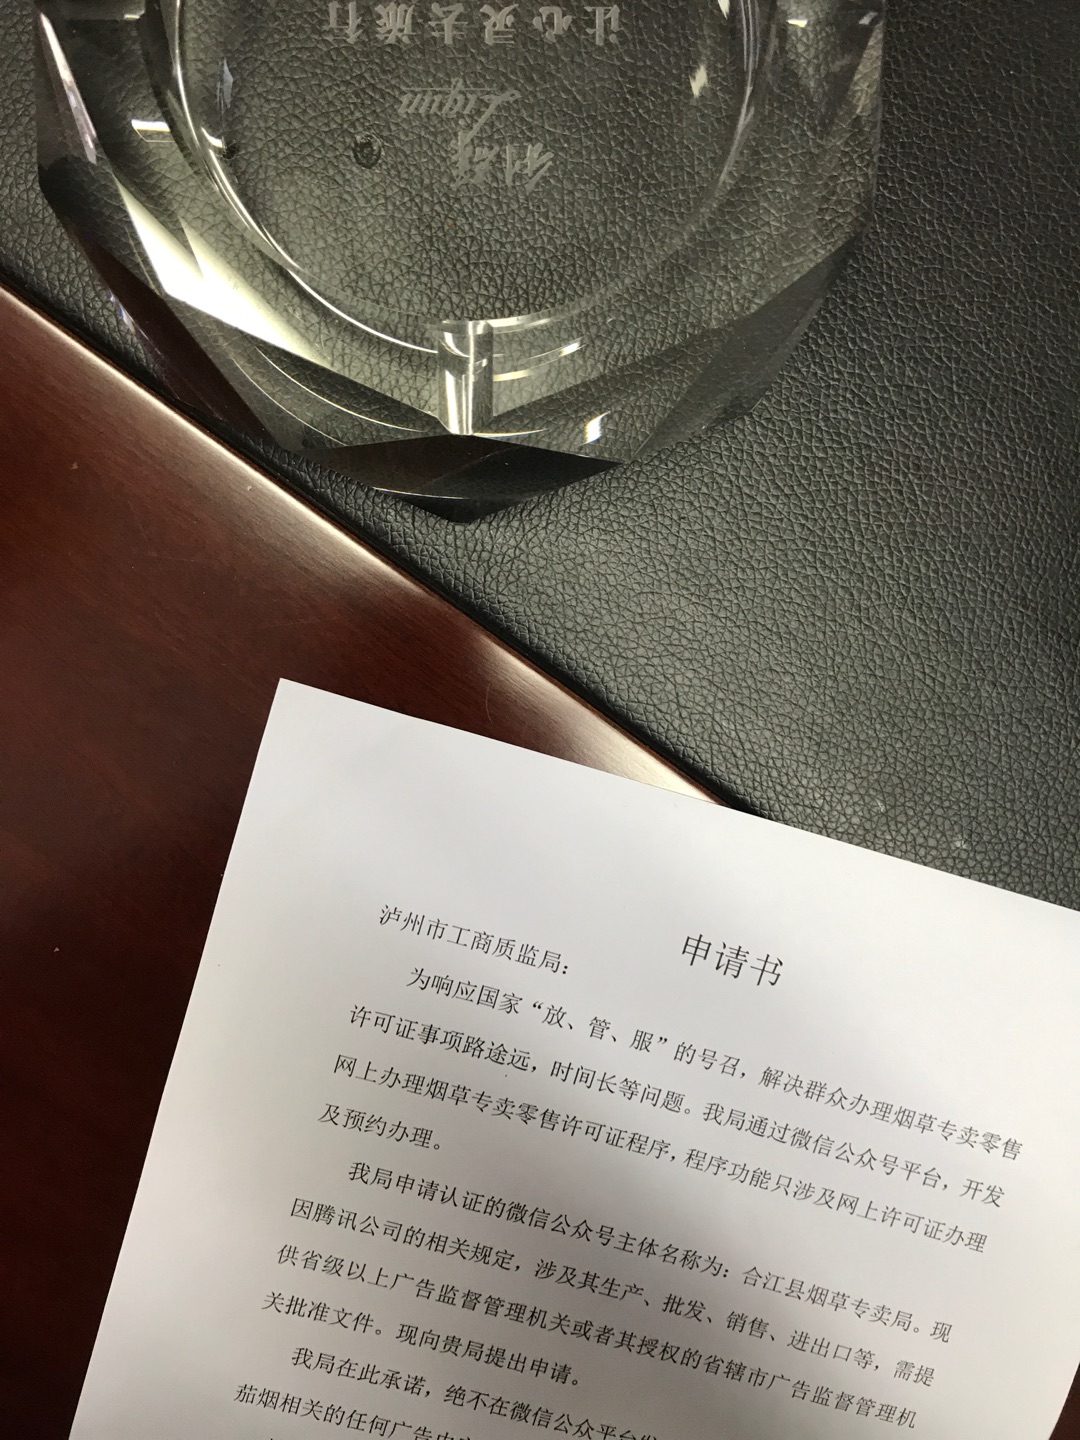 让心灵去旅行
Liqin
申请书
泸州市工商质监局：
为响应国家“放、管、服”的号召，解决群众办理烟草专卖零售
许可证事项路途远，时间长等问题。我局通过微信公众号平台，开发
网上办理烟草专卖零售许可证程序，程序功能只涉及网上许可证办理
及预约办理。
我局申请认证的微信公众号主体名称为：合江县烟草专卖局。现
因腾讯公司的相关规定，涉及其生产、批发、销售、进出口等，需提
供省级以上广告监督管理机关或者其授权的省辖市广告监督管理机
关批准文件。现向贵局提出申请。
我局在此承诺，绝不在微信公众平台发
茄烟相关的任何广告内